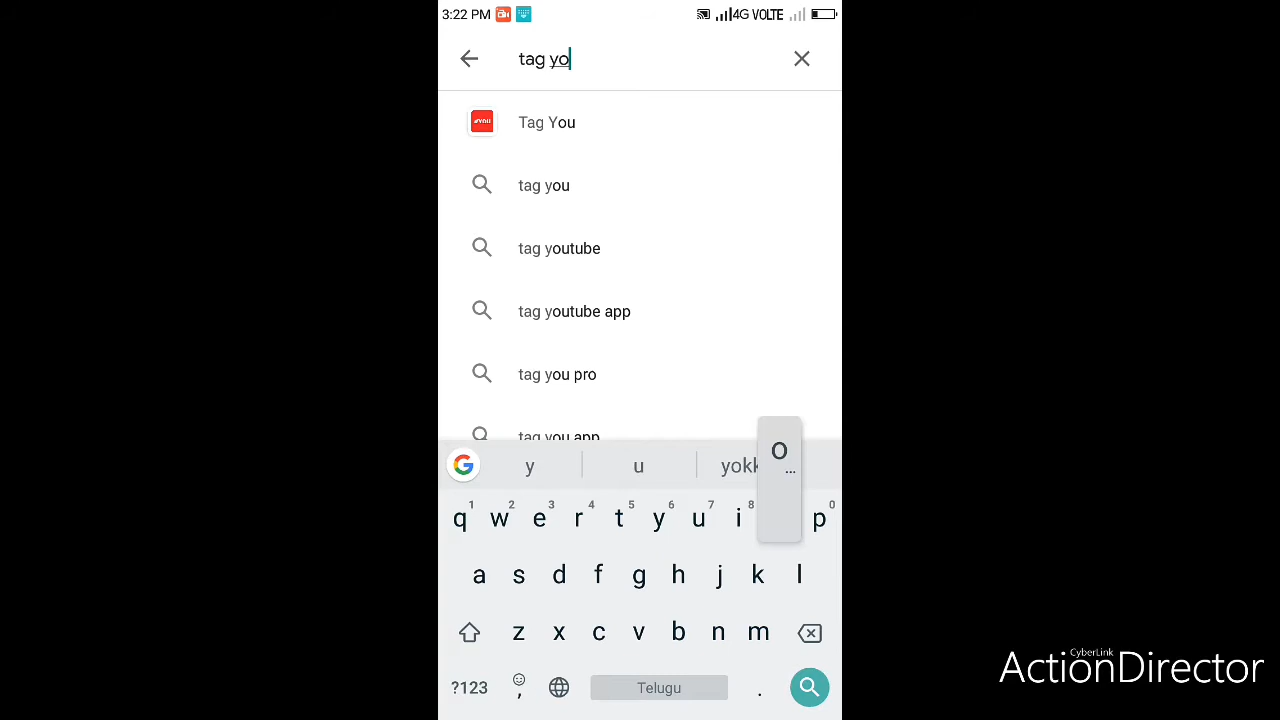 3:22 PM 4G VOLTE
tag yo
#YOU Tag You
tag you
tag youtube
tag youtube app
tag you pro
tag you app
G y u yokk
O
...
1 2 3 4 5 6 7 8 0
q w e r t y u i p
a s d f g h j k l
z x c v b n m
?123 , Telugu .
CyberLink
ActionDirector